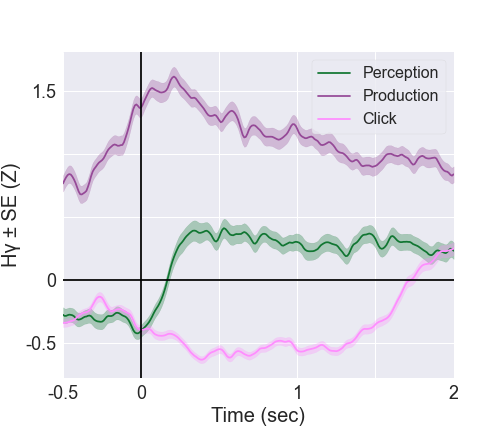 Perception
Production
Click
1.5
0
-0.5
-0.5 0 1 2
Hγ ± SE (Z)
Time (sec)